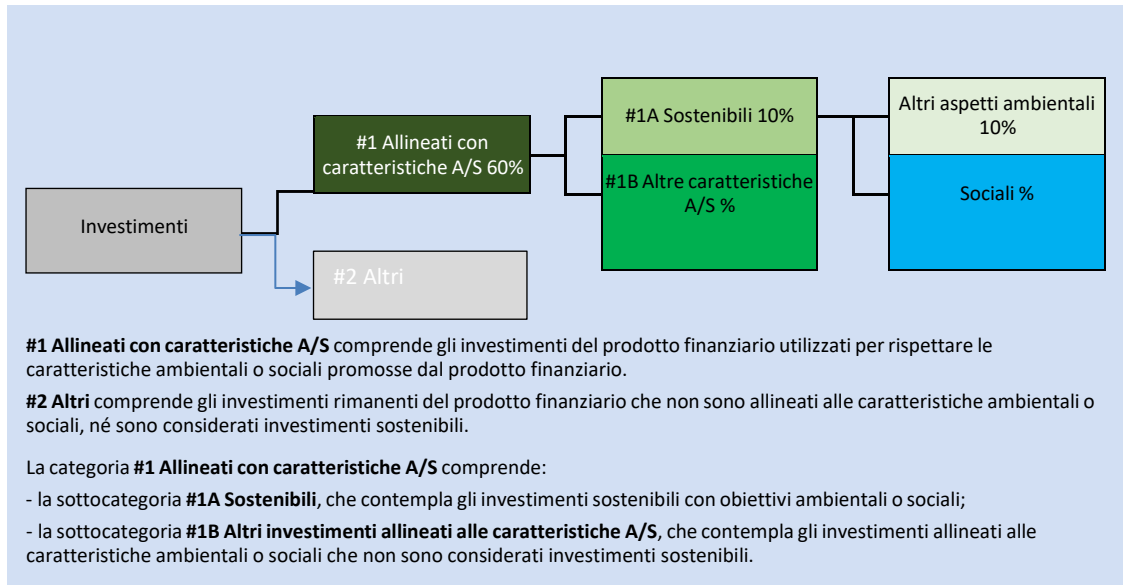 #1A Sostenibili 10%
Altri aspetti ambientali
10%
#1 Allineati con
caratteristiche A/S 60%
#1B Altre caratteristiche
A/S %
Sociali %
Investimenti
#2 Altri
#1 Allineati con caratteristiche A/S comprende gli investimenti del prodotto finanziario utilizzati per rispettare le
caratteristiche ambientali o sociali promosse dal prodotto finanziario.
#2 Altri comprende gli investimenti rimanenti del prodotto finanziario che non sono allineati alle caratteristiche ambientali o
sociali, né sono considerati investimenti sostenibili.
La categoria #1 Allineati con caratteristiche A/S comprende:
- la sottocategoria #1A Sostenibili, che contempla gli investimenti sostenibili con obiettivi ambientali o sociali;
- la sottocategoria #1B Altri investimenti allineati alle caratteristiche A/S, che contempla gli investimenti allineati alle
caratteristiche ambientali o sociali che non sono considerati investimenti sostenibili.